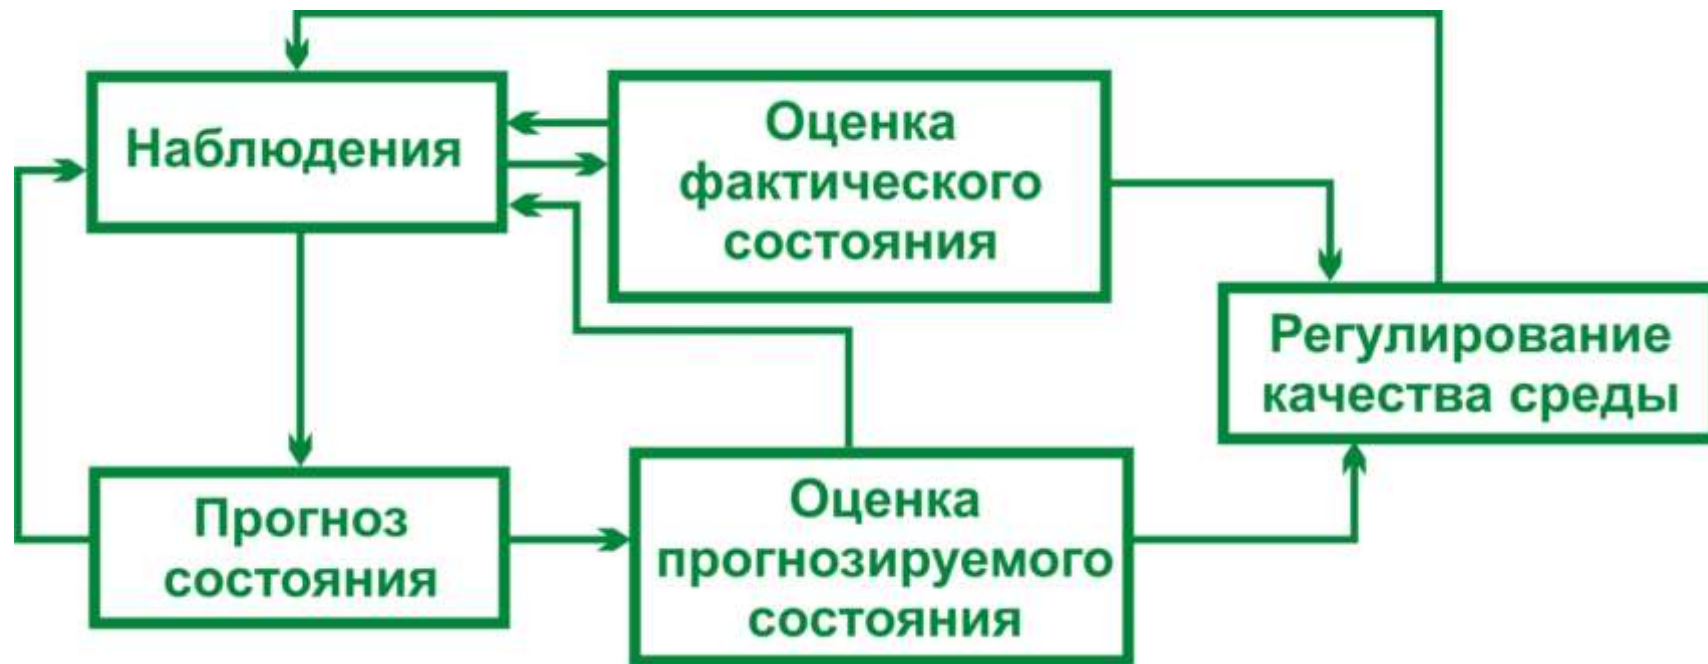 Наблюдения
Оценка
фактического
состояния
Регулирование
качества среды
Прогноз
состояния
Оценка
прогнозируемого
состояния